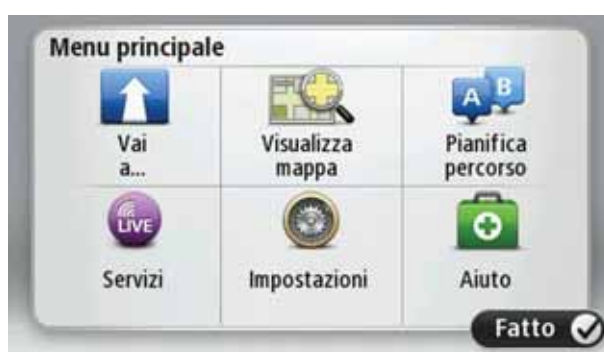 Menu principale
Vai
a...
Visualizza
mappa
A B
Pianifica
percorso
LIVE
Servizi
Impostazioni
Aiuto
Fatto